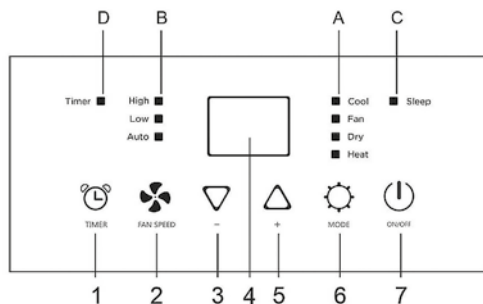 D B A C
Timer High Cool Sleep
Low Fan
Auto Dry
Heat
TIMER FAN SPEED − + MODE ON/OFF
1 2 3 4 5 6 7